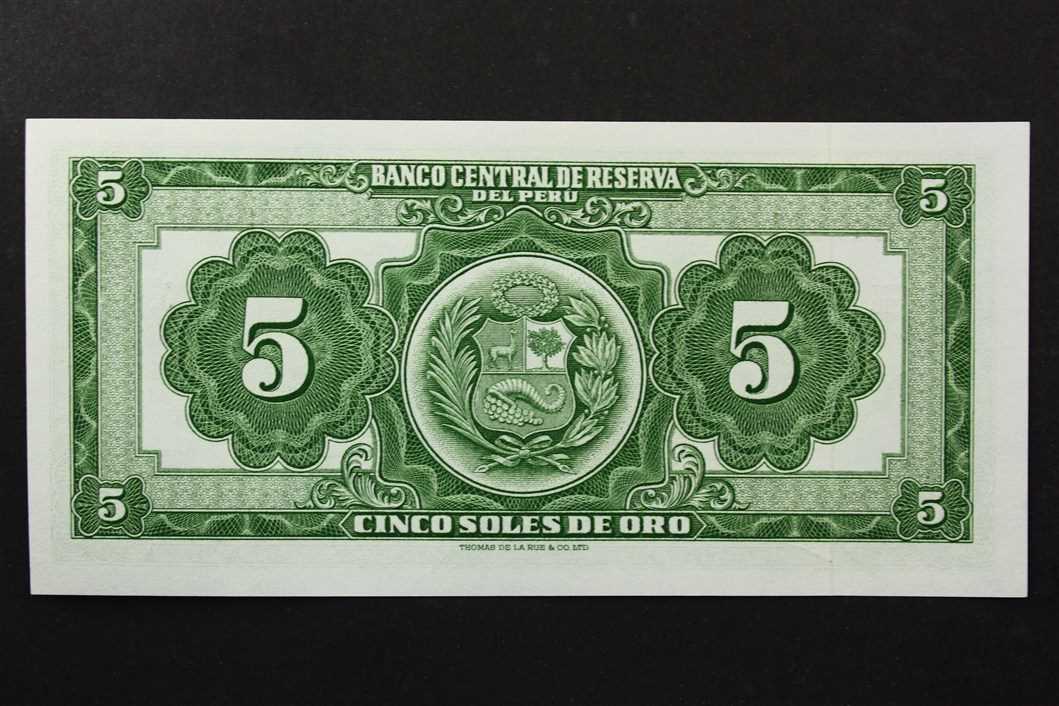 5 BANCO CENTRAL DE RESERVA 5
DEL PERU
5 5
5 CINCO SOLES DE ORO 5
THOMAS DE LA RUE & CO. LTD